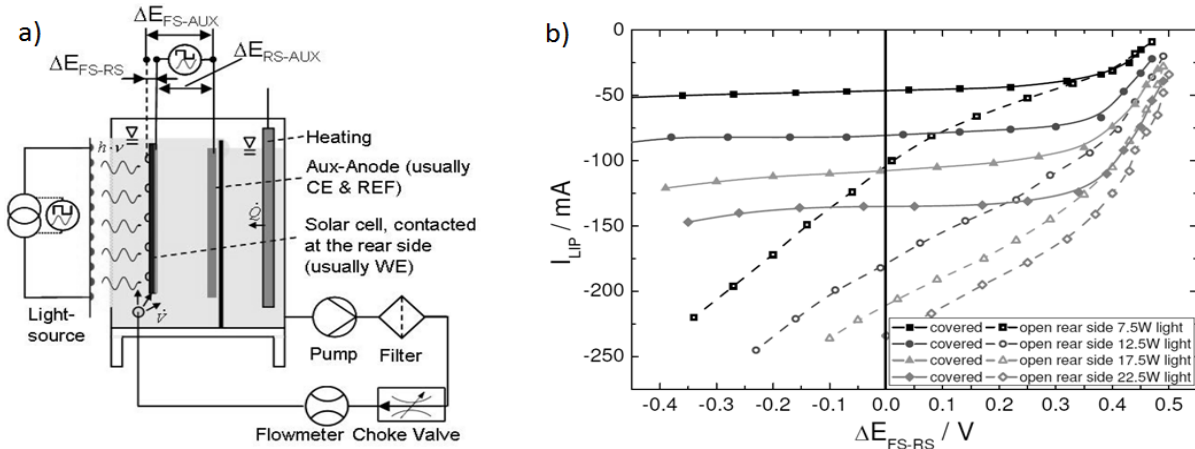 a)
ΔE_FS-AUX
ΔE_RS-AUX
ΔE_FS-RS
h·ν
Heating
Aux-Anode (usually
CE & REF)
Q̇
Solar cell, contacted
at the rear side
(usually WE)
V̇
Light-
source
Pump
Filter
Flowmeter
Choke Valve
b)
I_LIP / mA
0
-50
-100
-150
-200
-250
covered
open rear side 7.5W light
covered
open rear side 12.5W light
covered
open rear side 17.5W light
covered
open rear side 22.5W light
-0.4 -0.3 -0.2 -0.1 0.0 0.1 0.2 0.3 0.4 0.5
ΔE_FS-RS / V